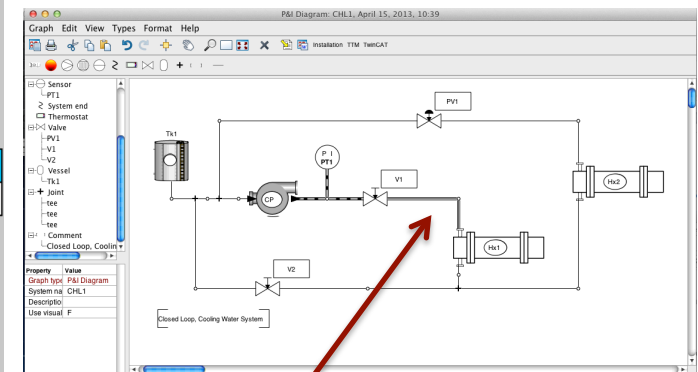 P&I Diagram: CHL1, April 15, 2013, 10:39
Graph Edit View Types Format Help
Installation TTM TwinCAT
Sensor
PT1
System end
Thermostat
Valve
PV1
V1
V2
Vessel
Tk1
Joint
tee
tee
tee
Comment
Closed Loop, Coolin
Property Value
Graph type P&I Diagram
System na CHL1
Descriptio
Use visual F
PV1
Tk1
P I
PT1
V1
CP
Hx2
Hx1
V2
Closed Loop, Cooling Water System